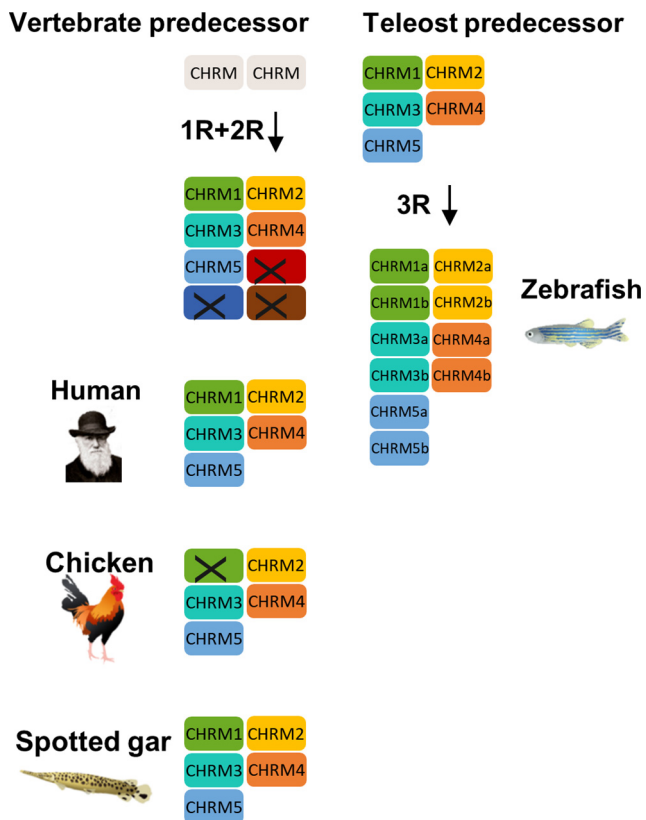 Vertebrate predecessor
CHRM CHRM
1R+2R
CHRM1 CHRM2
CHRM3 CHRM4
CHRM5
Human
CHRM1 CHRM2
CHRM3 CHRM4
CHRM5
Chicken
CHRM2
CHRM3 CHRM4
CHRM5
Spotted gar
CHRM1 CHRM2
CHRM3 CHRM4
CHRM5
Teleost predecessor
CHRM1 CHRM2
CHRM3 CHRM4
CHRM5
3R
CHRM1a CHRM2a
CHRM1b CHRM2b
CHRM3a CHRM4a
CHRM3b CHRM4b
CHRM5a
CHRM5b
Zebrafish